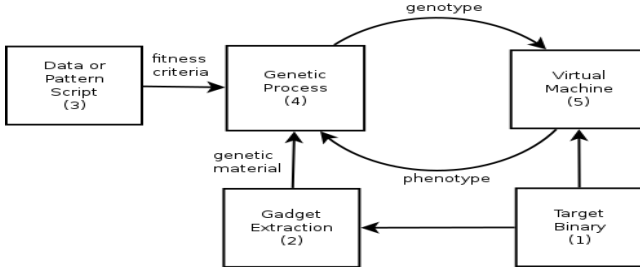 genotype
Data or
Pattern
Script
(3)
fitness
criteria
Genetic
Process
(4)
Virtual
Machine
(5)
genetic
material
phenotype
Gadget
Extraction
(2)
Target
Binary
(1)